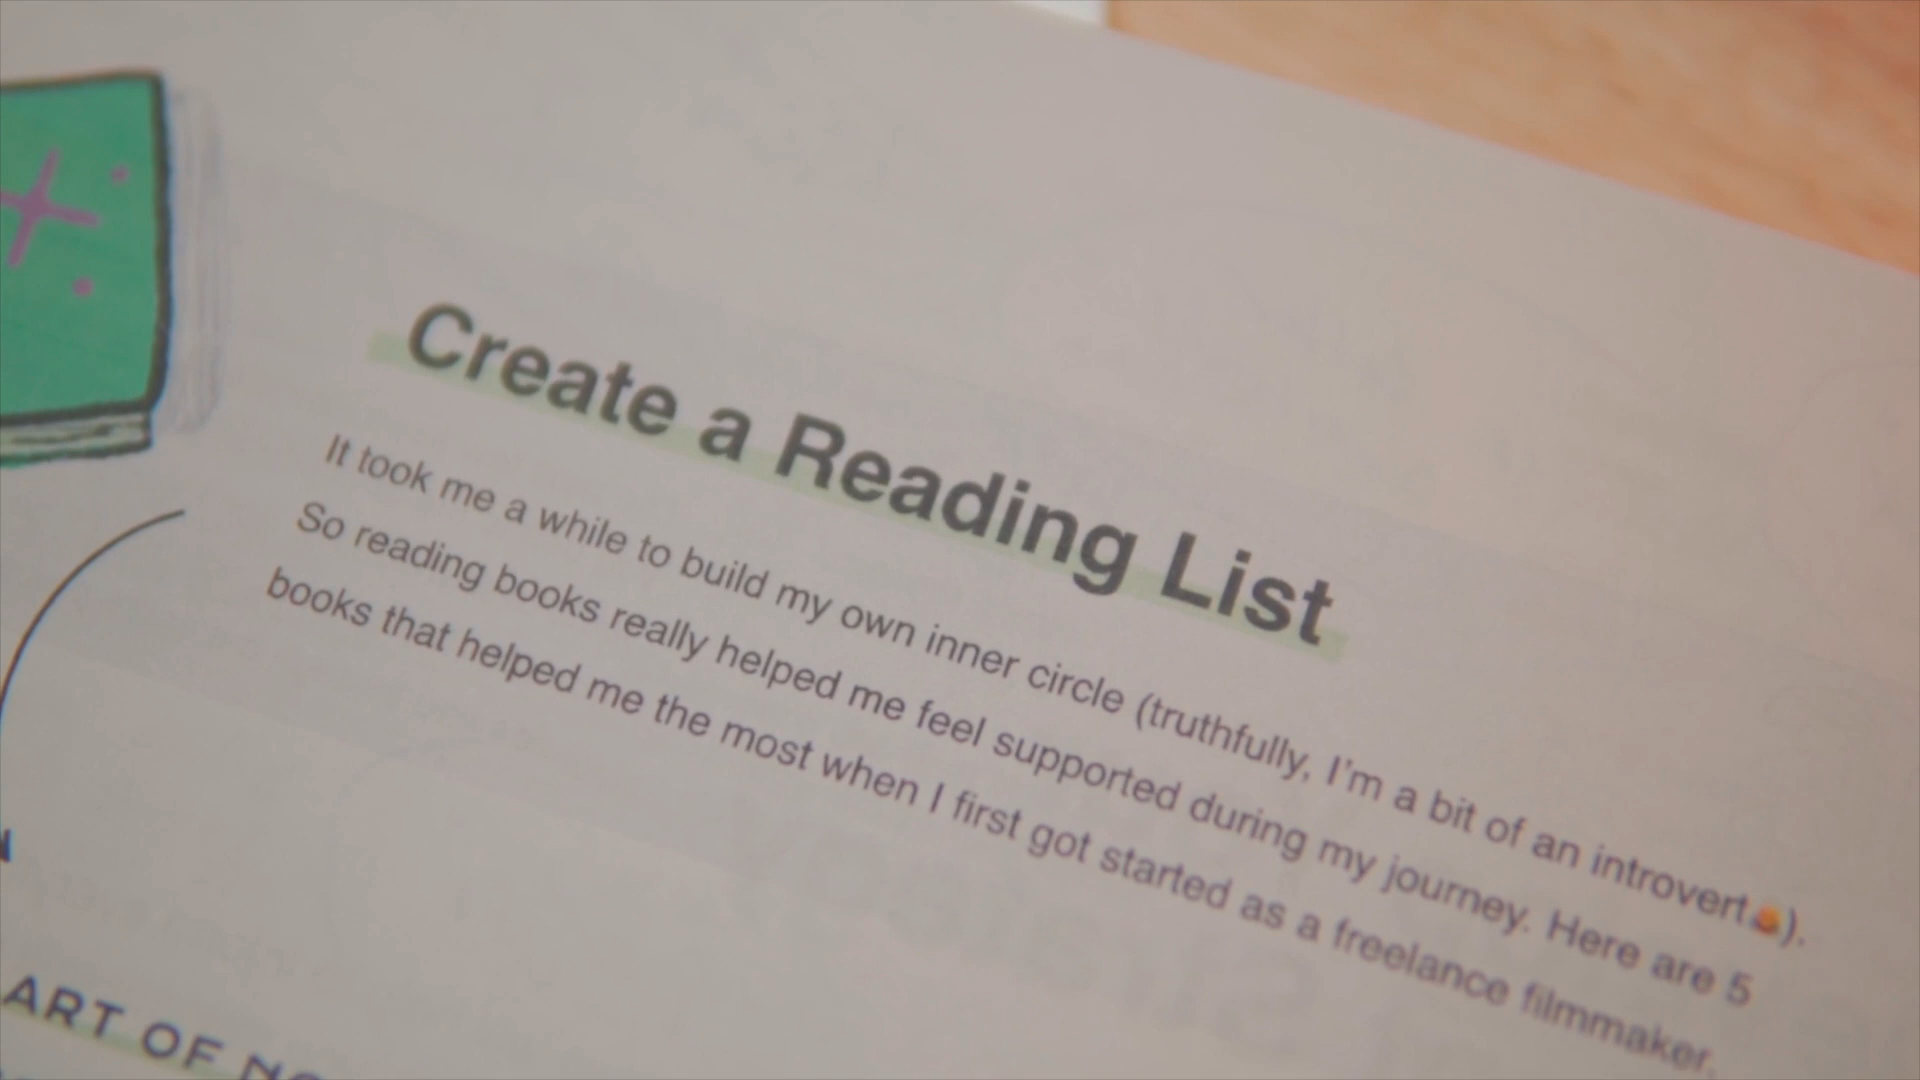 Create a Reading List
It took me a while to build my own inner circle (truthfully, I'm a bit of an introvert).
So reading books really helped me feel supported during my journey. Here are 5
books that helped me the most when I first got started as a freelance filmmaker.
ART OF